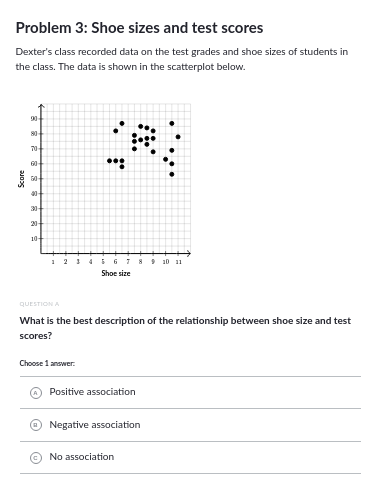 Problem 3: Shoe sizes and test scores
Dexter's class recorded data on the test grades and shoe sizes of students in
the class. The data is shown in the scatterplot below.
90
80
70
60
50
40
30
20
10
Score
1 2 3 4 5 6 7 8 9 10 11
Shoe size
QUESTION A
What is the best description of the relationship between shoe size and test
scores?
Choose 1 answer:
A Positive association
B Negative association
C No association